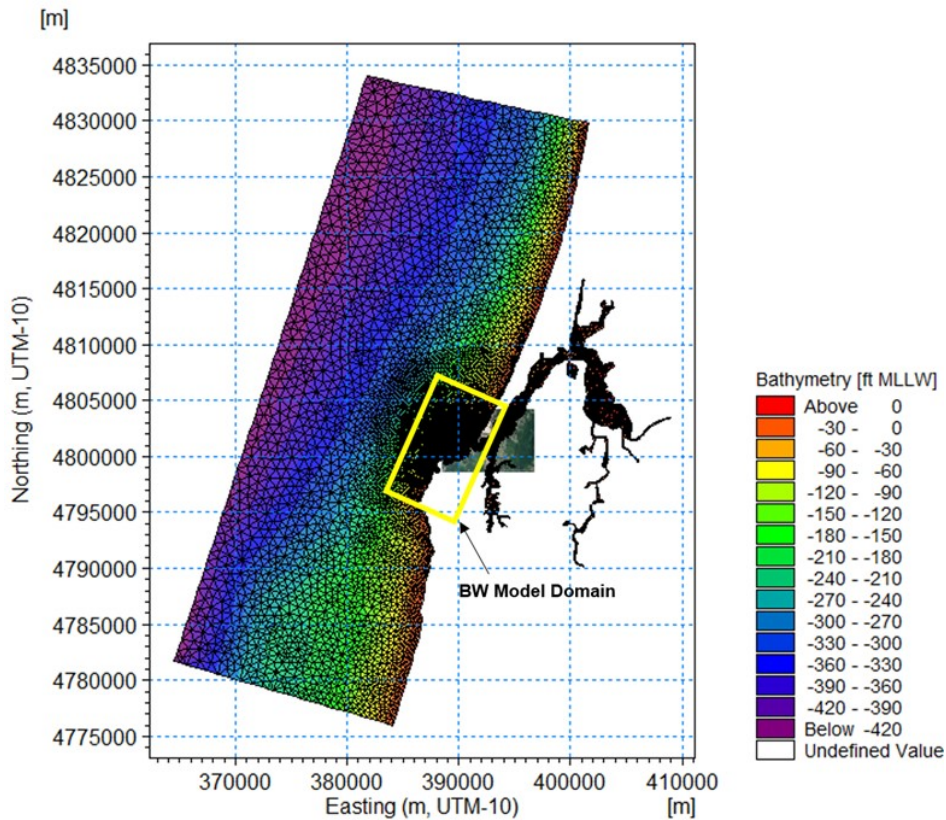 [m]
4835000
4830000
4825000
4820000
4815000
4810000
4805000
4800000
4795000
4790000
4785000
4780000
4775000
Northing (m, UTM-10)
BW Model Domain
370000 380000 390000 400000 410000
Easting (m, UTM-10) [m]
Bathymetry [ft MLLW]
Above 0
-30 - 0
-60 - -30
-90 - -60
-120 - -90
-150 - -120
-180 - -150
-210 - -180
-240 - -210
-270 - -240
-300 - -270
-330 - -300
-360 - -330
-390 - -360
-420 - -390
Below -420
Undefined Value